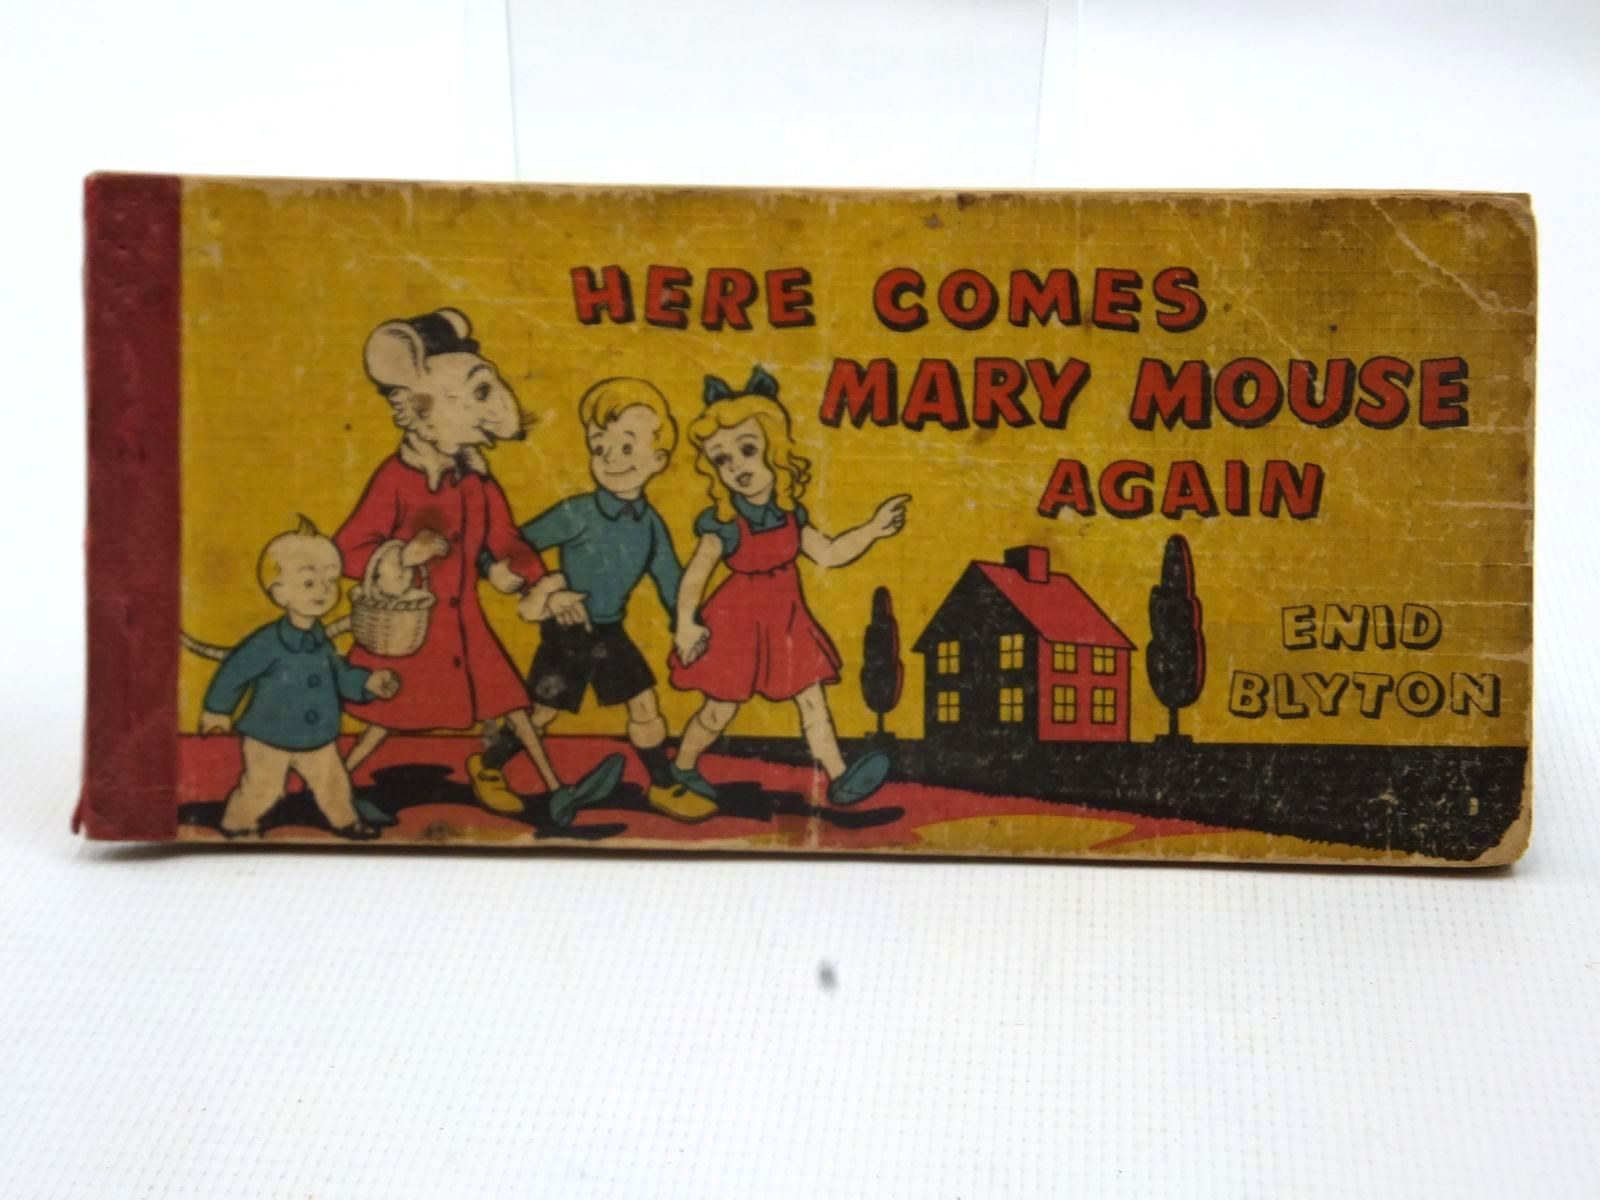 HERE COMES
MARY MOUSE
AGAIN
ENID
BLYTON